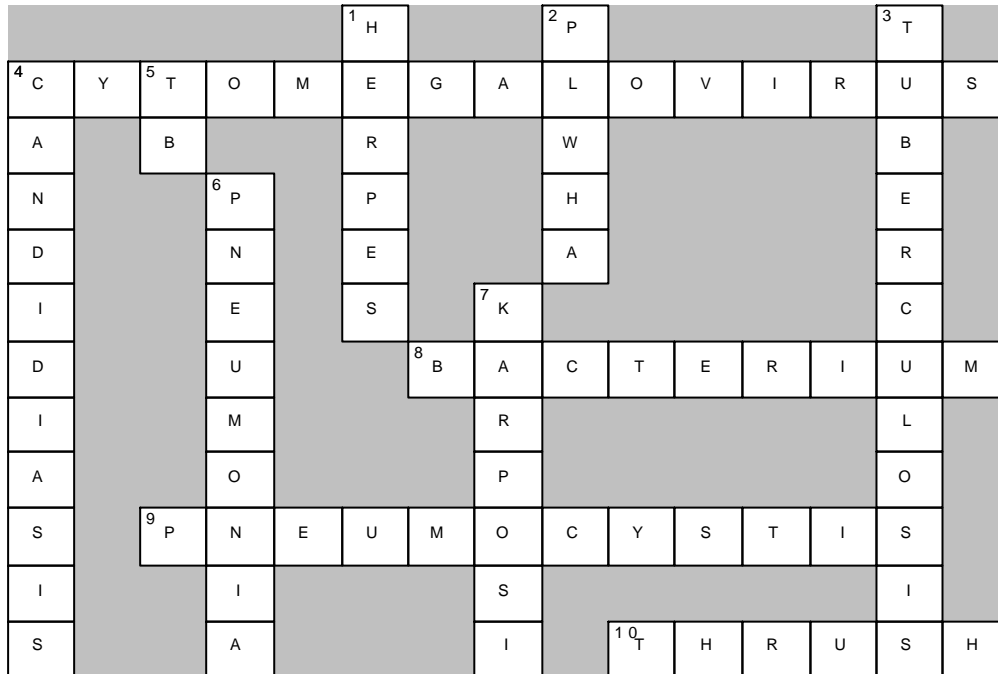 1 H 2 P 3 T
4 C Y 5 T O M E G A L O V I R U S
A B R W B
N 6 P P H E
D N E A R
I E S 7 K C
D U 8 B A C T E R I U M
I M R L
A O P O
S 9 P N E U M O C Y S T I S
I I S I
S A I 10 T H R U S H